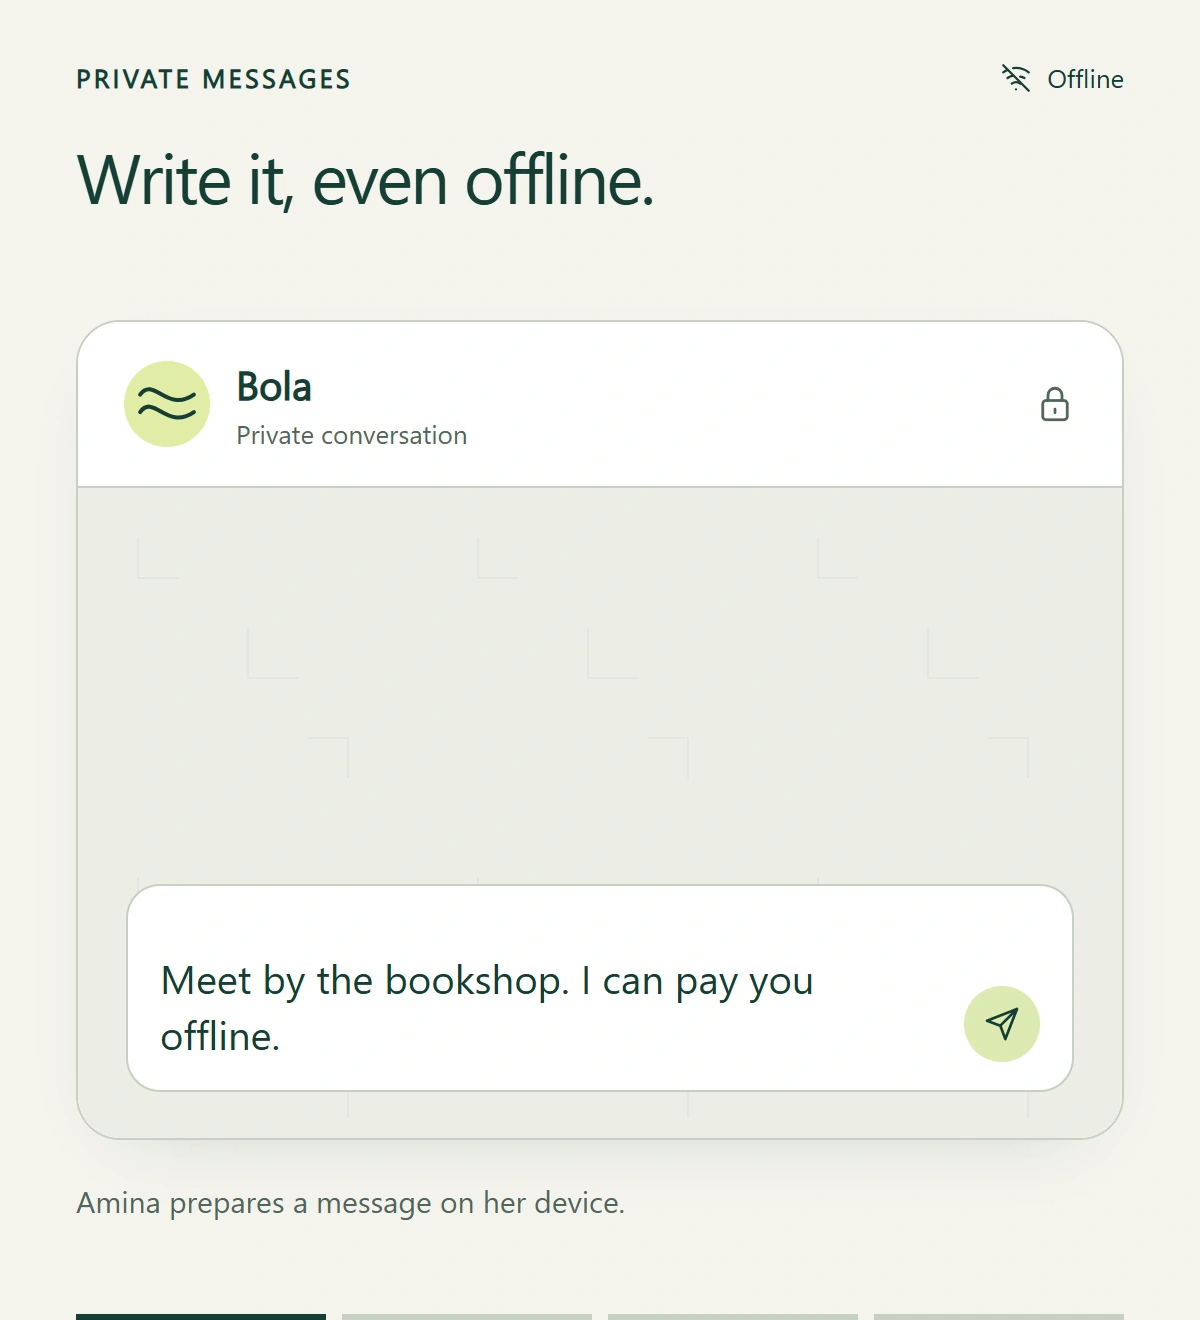 PRIVATE MESSAGES
Offline
Write it, even offline.
Bola
Private conversation
Meet by the bookshop. I can pay you
offline.
Amina prepares a message on her device.